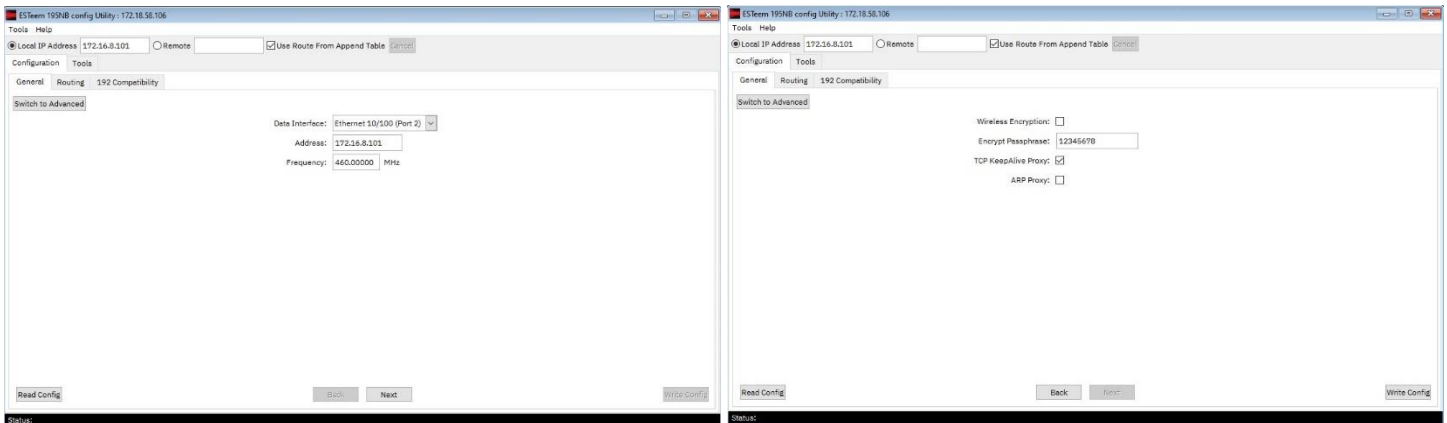 ESTeem 195NB config Utility : 172.18.58.106
Tools Help
Local IP Address 172.16.8.101 Remote Use Route From Append Table Cancel
Configuration Tools
General Routing 192 Compatibility
Switch to Advanced
Data Interface: Ethernet 10/100 (Port 2)
Address: 172.16.8.101
Frequency: 460.00000 MHz
Read Config Back Next Write Config
Status:
ESTeem 195NB config Utility : 172.18.58.106
Tools Help
Local IP Address 172.16.8.101 Remote Use Route From Append Table Cancel
Configuration Tools
General Routing 192 Compatibility
Switch to Advanced
Wireless Encryption:
Encrypt Passphrase: 12345678
TCP KeepAlive Proxy:
ARP Proxy:
Read Config Back Next Write Config
Status: